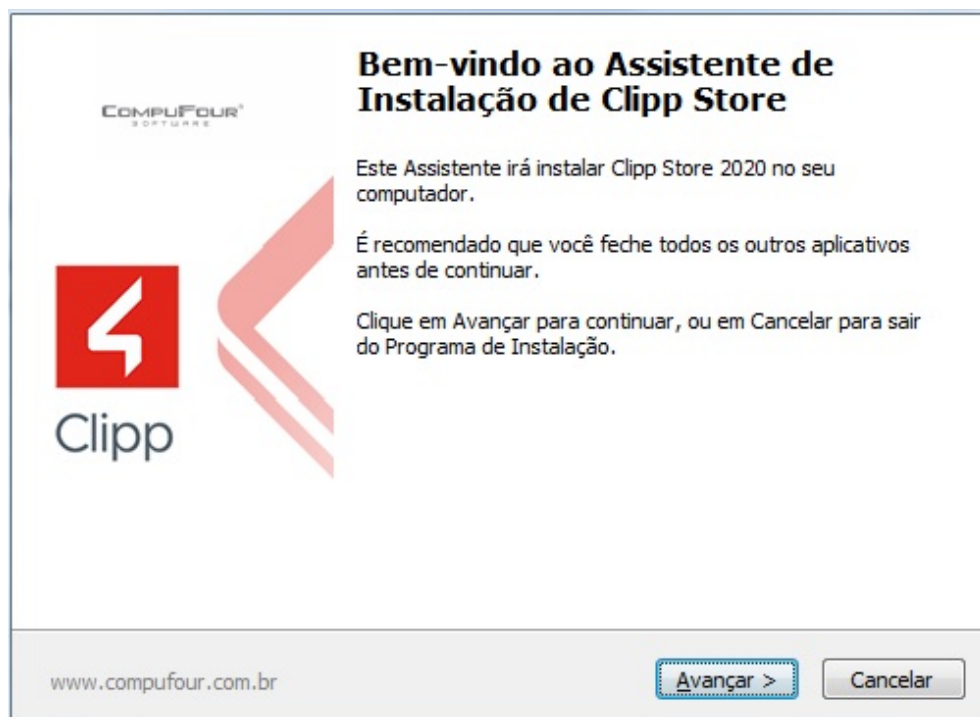 COMPUFOUR
SOFTWARE
Clipp
Bem-vindo ao Assistente de
Instalação de Clipp Store
Este Assistente irá instalar Clipp Store 2020 no seu
computador.
É recomendado que você feche todos os outros aplicativos
antes de continuar.
Clique em Avançar para continuar, ou em Cancelar para sair
do Programa de Instalação.
www.compufour.com.br
Avançar >
Cancelar